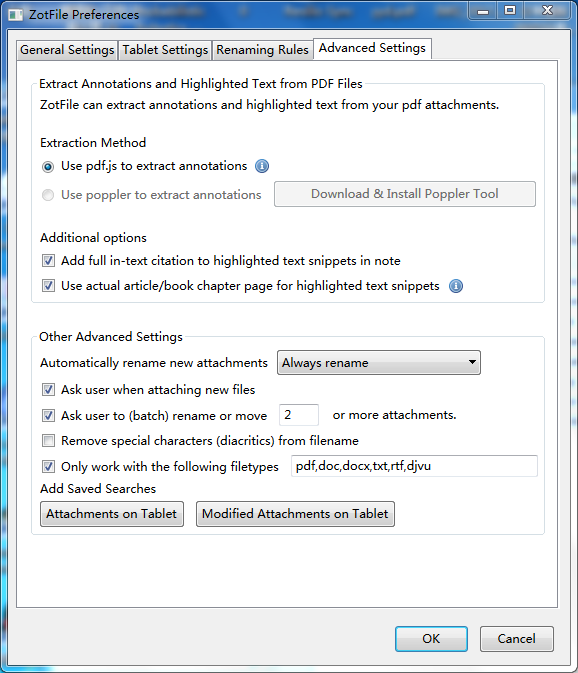 ZotFile Preferences
General Settings
Tablet Settings
Renaming Rules
Advanced Settings
Extract Annotations and Highlighted Text from PDF Files
ZotFile can extract annotations and highlighted text from your pdf attachments.
Extraction Method
Use pdf.js to extract annotations
Use poppler to extract annotations
Download & Install Poppler Tool
Additional options
Add full in-text citation to highlighted text snippets in note
Use actual article/book chapter page for highlighted text snippets
Other Advanced Settings
Automatically rename new attachments
Always rename
Ask user when attaching new files
Ask user to (batch) rename or move 2 or more attachments.
Remove special characters (diacritics) from filename
Only work with the following filetypes pdf,doc,docx,txt,rtf,djvu
Add Saved Searches
Attachments on Tablet
Modified Attachments on Tablet
OK
Cancel